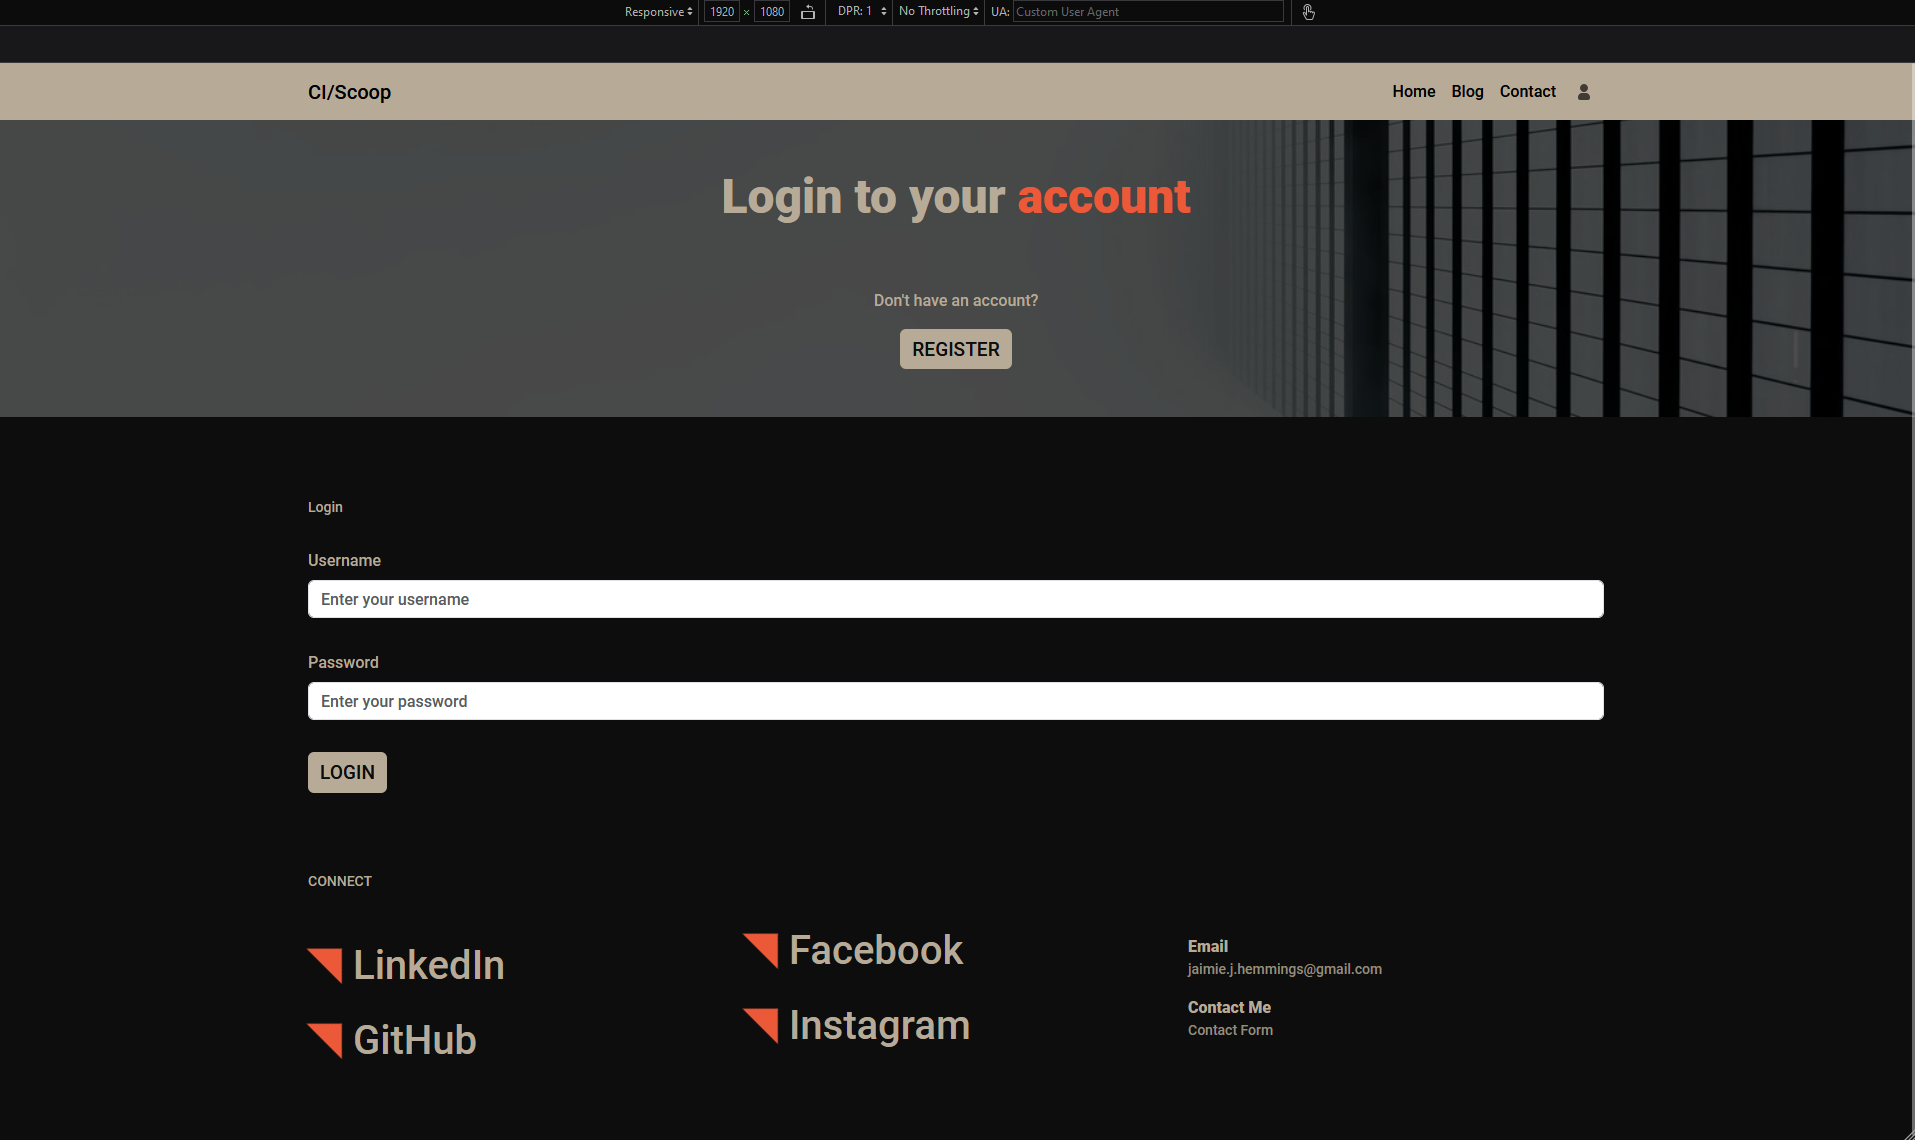 Responsive 1920 × 1080 DPR: 1 No Throttling UA: Custom User Agent
CI/Scoop Home Blog Contact
Login to your account
Don't have an account?
REGISTER
Login
Username
Enter your username
Password
Enter your password
LOGIN
CONNECT
LinkedIn
GitHub
Facebook
Instagram
Email
jaimie.j.hemmings@gmail.com
Contact Me
Contact Form